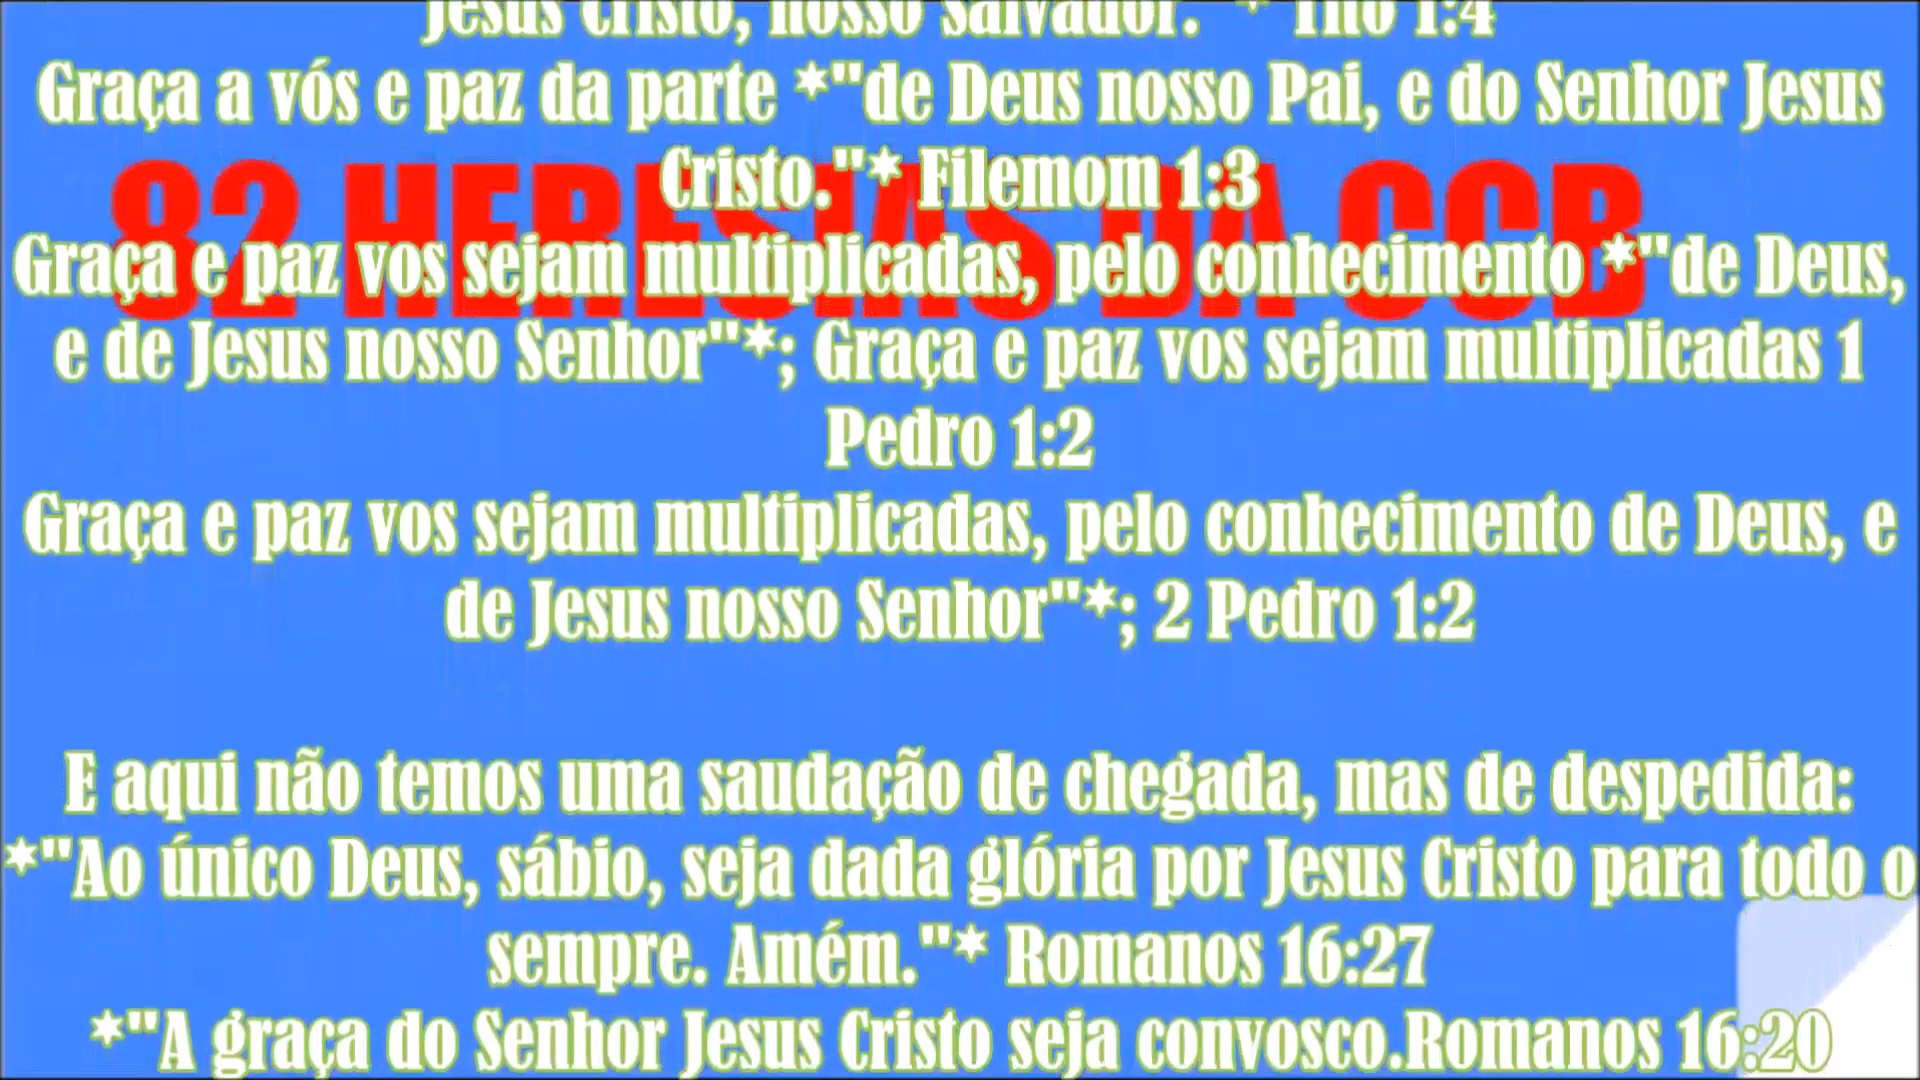 Jesus Cristo, nosso Salvador. "* Tito 1:4
Graça a vós e paz da parte *"de Deus nosso Pai, e do Senhor Jesus
Cristo."* Filemom 1:3
82 HERESIAS DA CCB
Graça e paz vos sejam multiplicadas, pelo conhecimento *"de Deus,
e de Jesus nosso Senhor"*; Graça e paz vos sejam multiplicadas 1
Pedro 1:2
Graça e paz vos sejam multiplicadas, pelo conhecimento de Deus, e
de Jesus nosso Senhor"*; 2 Pedro 1:2
E aqui não temos uma saudação de chegada, mas de despedida:
*"Ao único Deus, sábio, seja dada glória por Jesus Cristo para todo o
sempre. Amém."* Romanos 16:27
*"A graça do Senhor Jesus Cristo seja convosco.Romanos 16:20